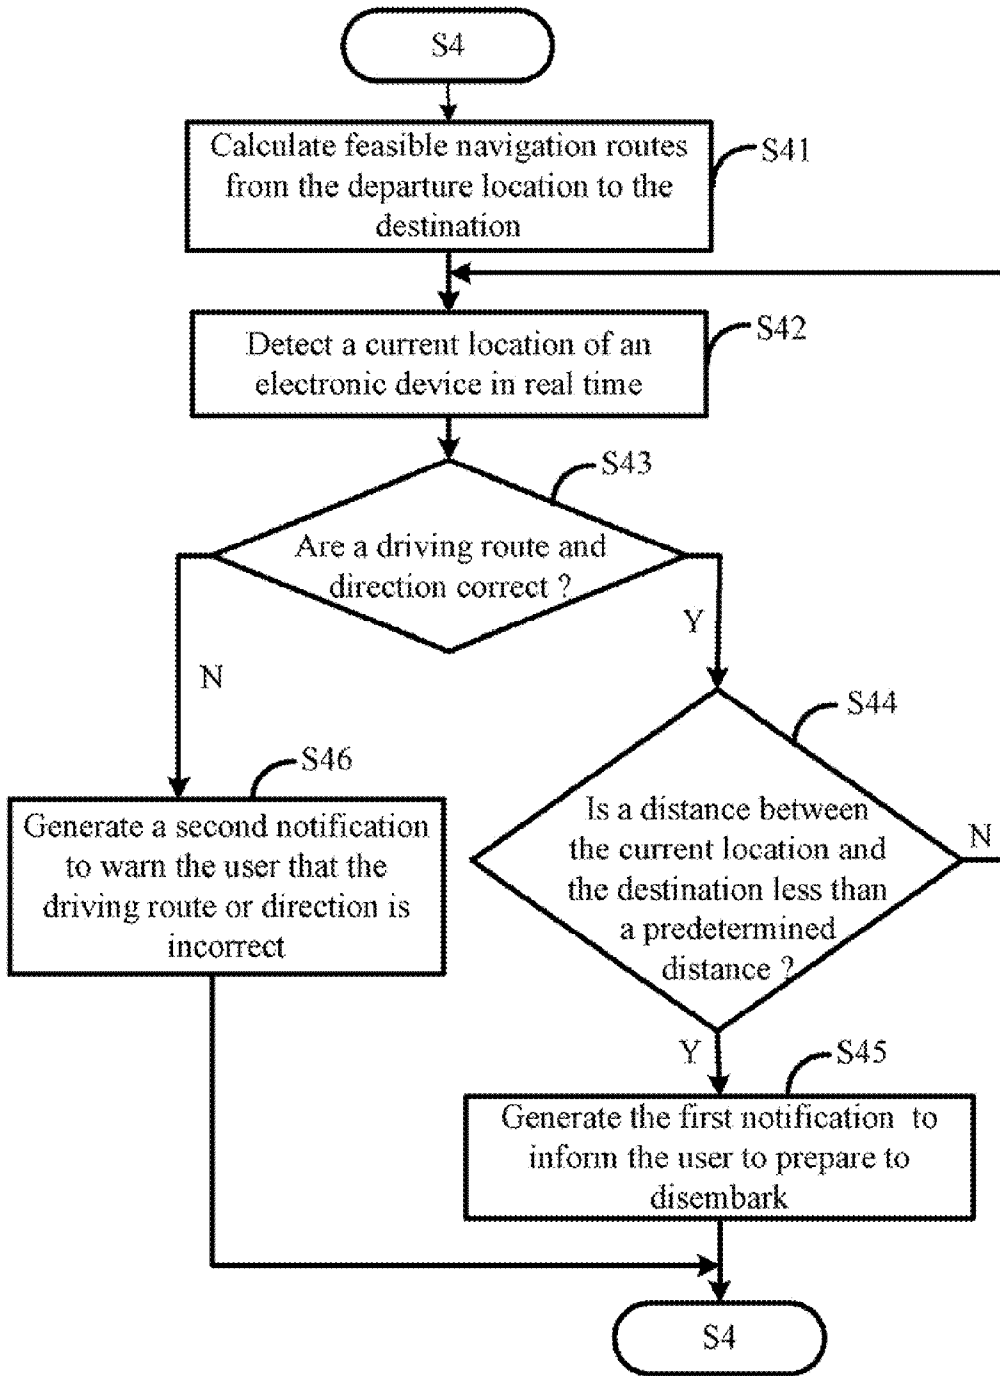 S4
Calculate feasible navigation routes
from the departure location to the
destination
S41
Detect a current location of an
electronic device in real time
S42
S43
Are a driving route and
direction correct ?
N
Y
S44
Is a distance between
the current location and
the destination less than
a predetermined
distance ?
N
S46
Generate a second notification
to warn the user that the
driving route or direction is
incorrect
Y
S45
Generate the first notification to
inform the user to prepare to
disembark
S4